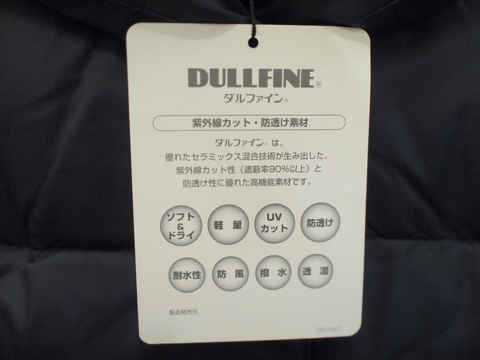 DULLFINE®
ダルファイン®
紫外線カット・防透け素材
ダルファイン®は、
優れたセラミックス混合技術が生み出した、
紫外線カット性（遮蔽率90%以上）と
防透け性に優れた高機能素材です。
ソフト&ドライ 軽量 UVカット 防透け
耐水性 防風 撥水 透湿
製造発売元